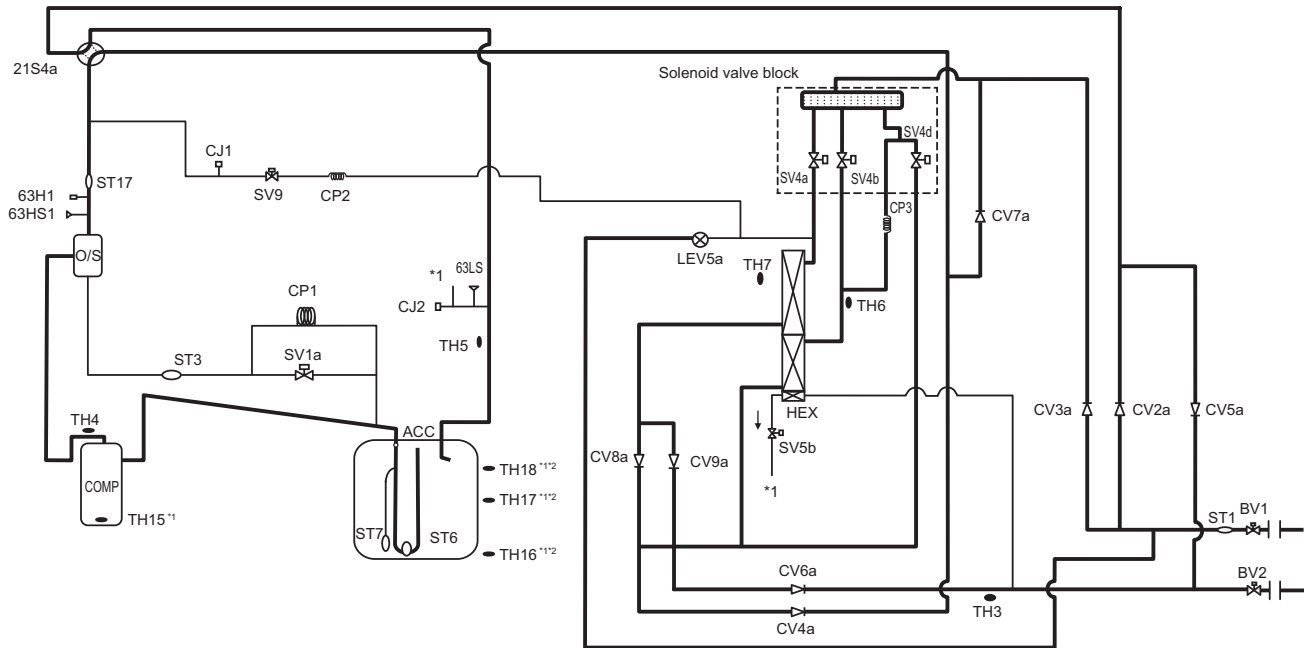 21S4a
Solenoid valve block
SV4d
CJ1
ST17
SV4a
SV4b
63H1
SV9
CP2
63HS1
CP3
CV7a
O/S
LEV5a
*1
63LS
TH7
CP1
CJ2
TH6
TH5
ST3
SV1a
HEX
CV3a
CV2a
CV5a
TH4
ACC
SV5b
CV8a
CV9a
TH18 *1*2
COMP
*1
TH17 *1*2
BV1
ST1
TH15 *1
ST7
ST6
TH16 *1*2
CV6a
BV2
TH3
CV4a